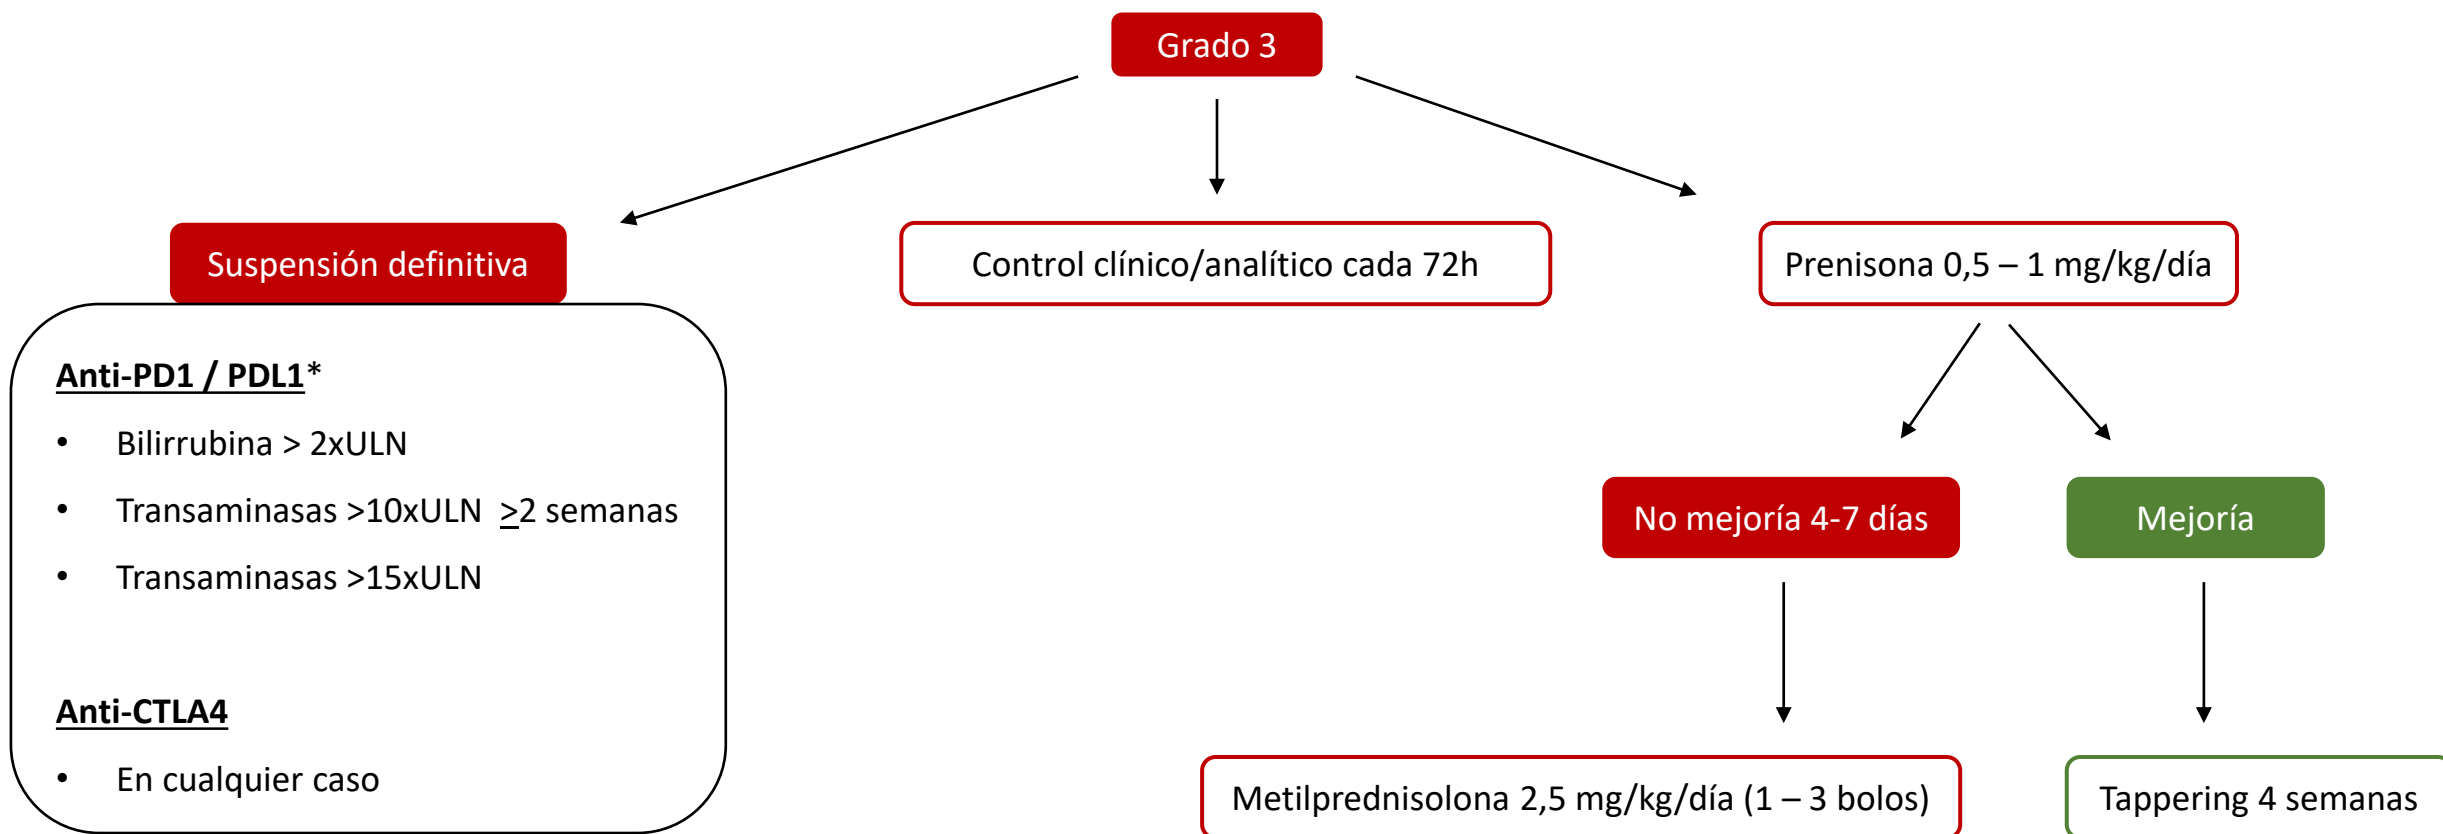 Grado 3
Suspensión definitiva
Control clínico/analítico cada 72h
Prenisona 0,5 – 1 mg/kg/día
Anti-PD1 / PDL1*
• Bilirrubina > 2xULN
• Transaminasas >10xULN ≥2 semanas
• Transaminasas >15xULN
Anti-CTLA4
• En cualquier caso
No mejoría 4-7 días
Mejoría
Metilprednisolona 2,5 mg/kg/día (1 – 3 bolos)
Tappering 4 semanas